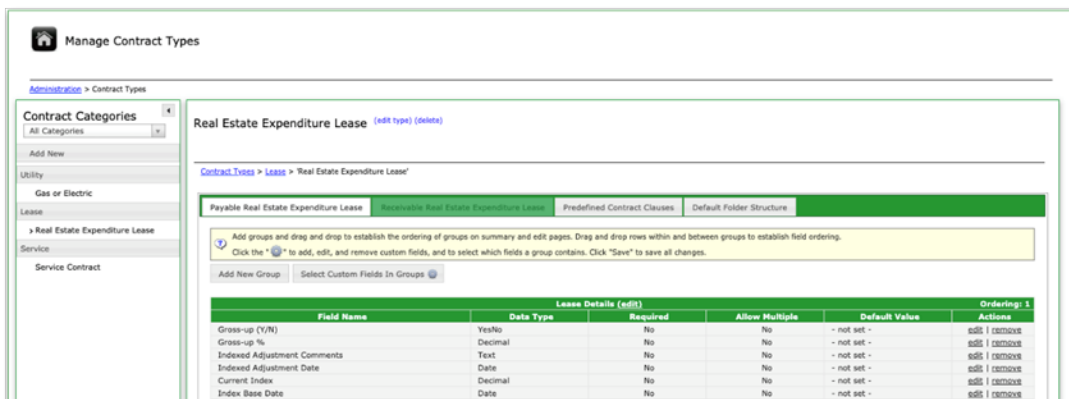 Manage Contract Types
Administration > Contract Types
Contract Categories
All Categories
Add New
Utility
Gas or Electric
Lease
› Real Estate Expenditure Lease
Service
Service Contract
Real Estate Expenditure Lease (edit type) (delete)
Contract Types > Lease > 'Real Estate Expenditure Lease'
Payable Real Estate Expenditure Lease Receivable Real Estate Expenditure Lease Predefined Contract Clauses Default Folder Structure
Add groups and drag and drop to establish the ordering of groups on summary and edit pages. Drag and drop rows within and between groups to establish field ordering.
Click the " " to add, edit, and remove custom fields, and to select which fields a group contains. Click "Save" to save all changes.
Add New Group Select Custom Fields In Groups
Lease Details (edit) Ordering: 1
Field Name Data Type Required Allow Multiple Default Value Actions
Gross-up (Y/N) YesNo No No - not set - edit | remove
Gross-up % Decimal No No - not set - edit | remove
Indexed Adjustment Comments Text No No - not set - edit | remove
Indexed Adjustment Date Date No No - not set - edit | remove
Current Index Decimal No No - not set - edit | remove
Index Base Date Date No No - not set - edit | remove